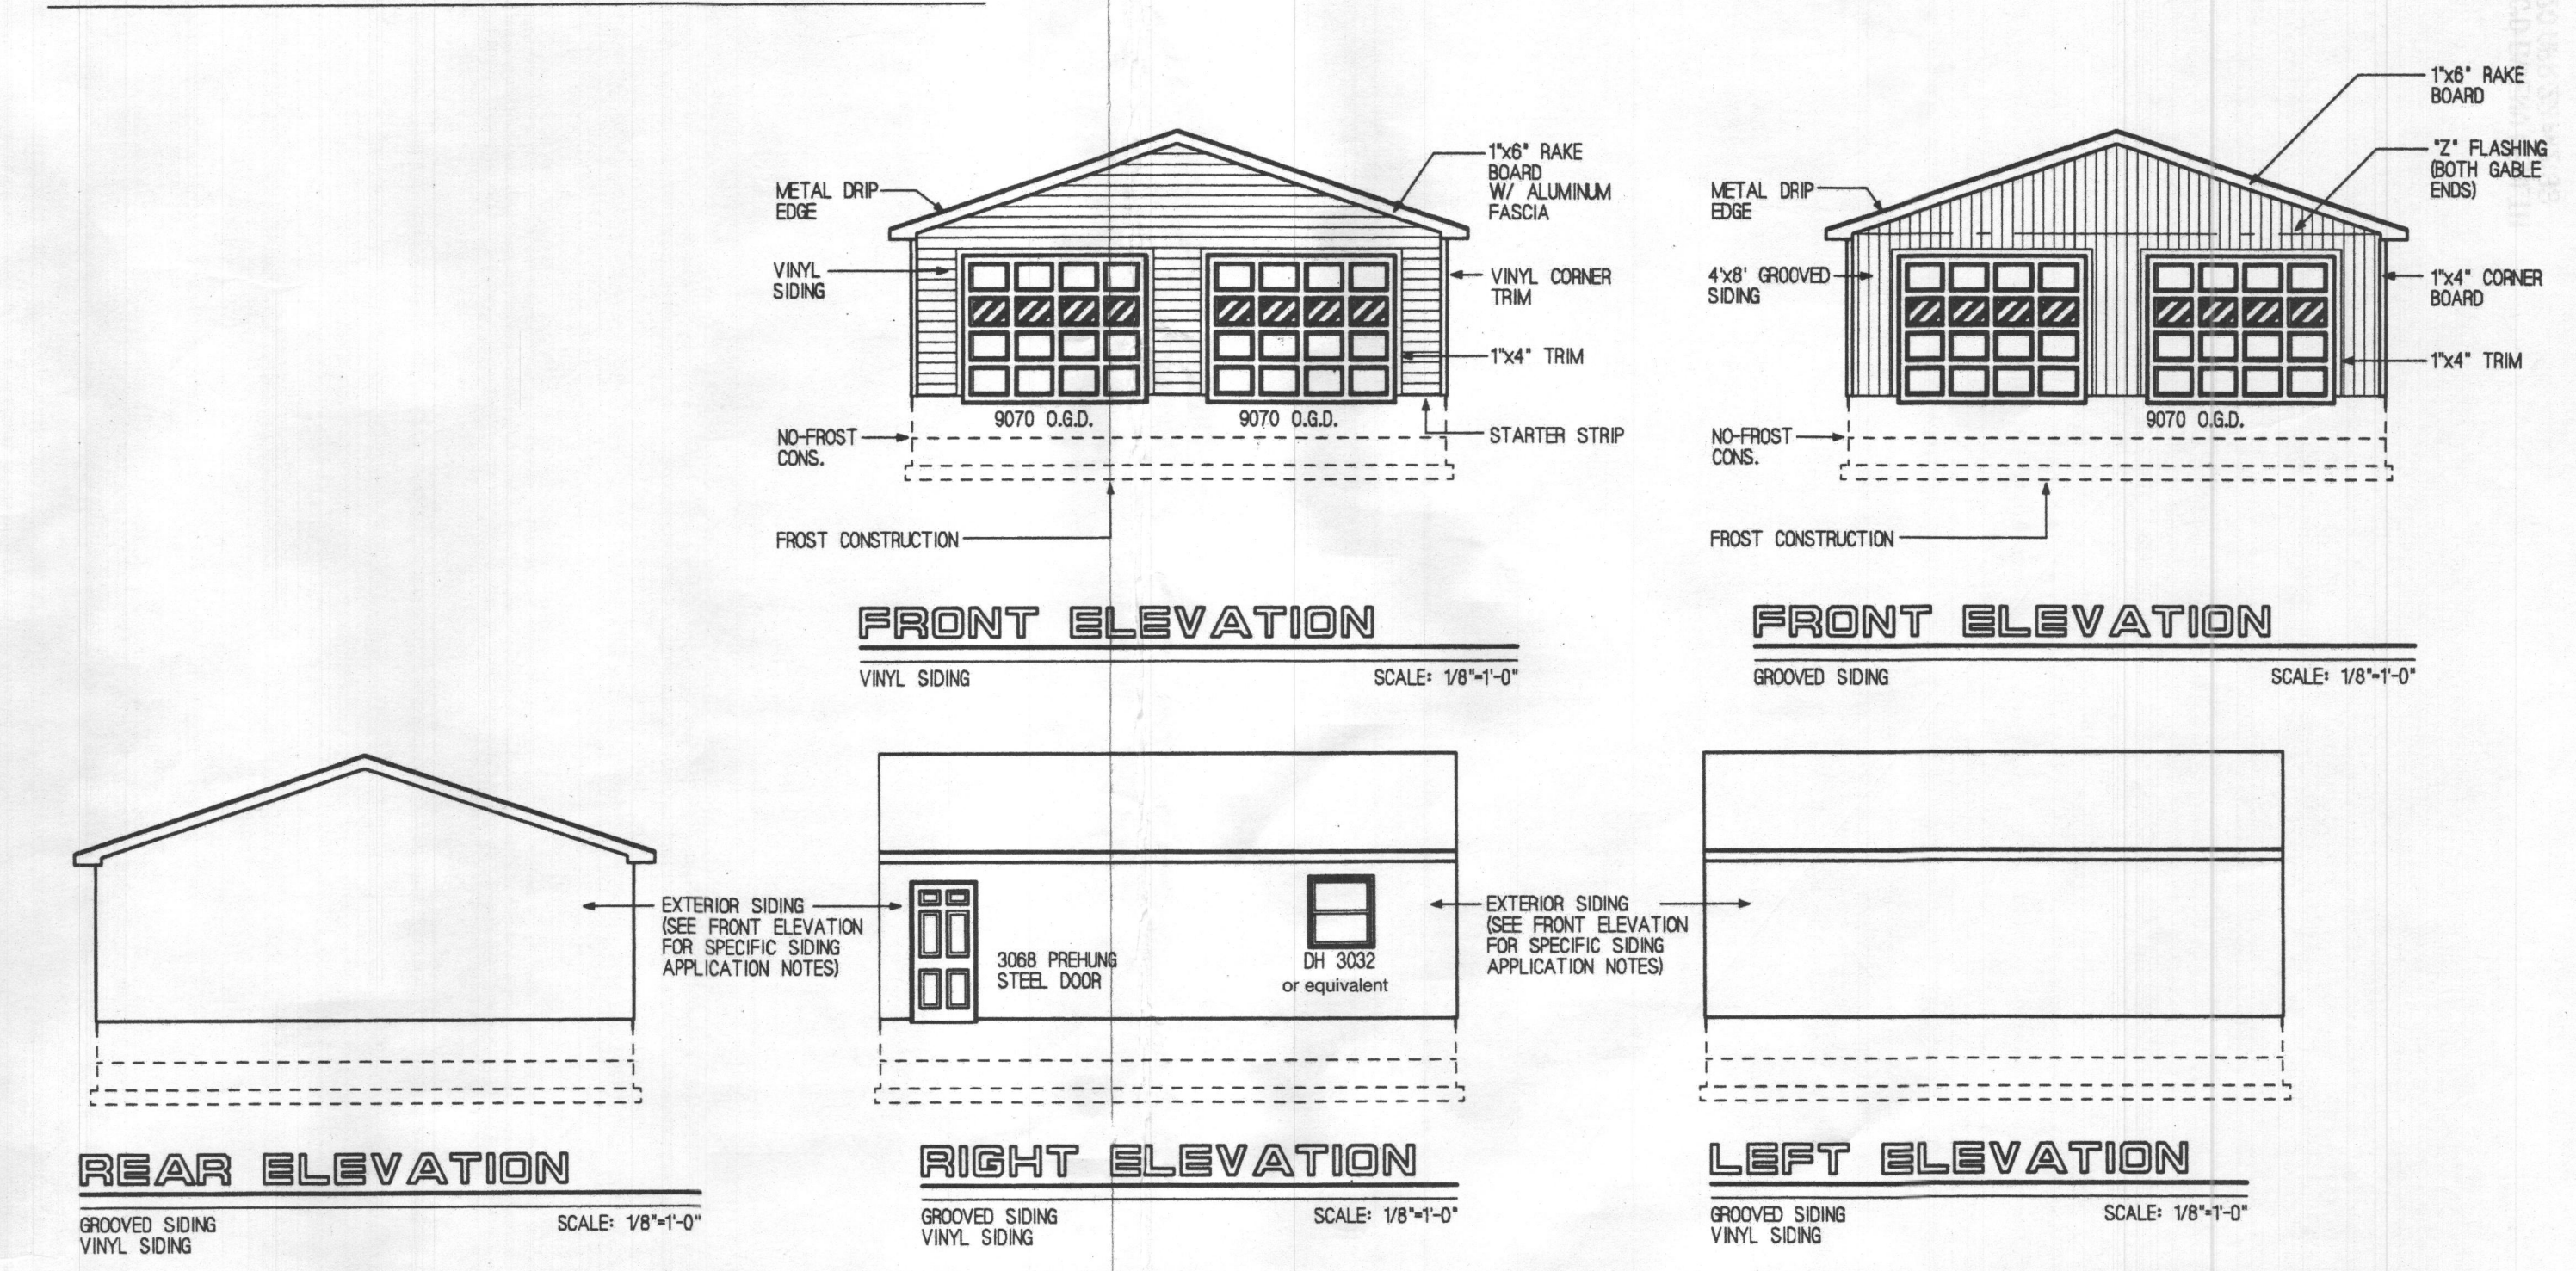 METAL DRIP
EDGE
VINYL
SIDING
NO-FROST
CONS.
FROST CONSTRUCTION
1"x6" RAKE
BOARD
W/ ALUMINUM
FASCIA
VINYL CORNER
TRIM
1"x4" TRIM
STARTER STRIP
9070 O.G.D.
9070 O.G.D.
FRONT ELEVATION
VINYL SIDING
SCALE: 1/8"=1'-0"
METAL DRIP
EDGE
4'x8' GROOVED
SIDING
NO-FROST
CONS.
FROST CONSTRUCTION
1"x6" RAKE
BOARD
"Z" FLASHING
(BOTH GABLE
ENDS)
1"x4" CORNER
BOARD
1"x4" TRIM
9070 O.G.D.
FRONT ELEVATION
GROOVED SIDING
SCALE: 1/8"=1'-0"
EXTERIOR SIDING
(SEE FRONT ELEVATION
FOR SPECIFIC SIDING
APPLICATION NOTES)
REAR ELEVATION
GROOVED SIDING
VINYL SIDING
SCALE: 1/8"=1'-0"
3068 PREHUNG
STEEL DOOR
DH 3032
or equivalent
EXTERIOR SIDING
(SEE FRONT ELEVATION
FOR SPECIFIC SIDING
APPLICATION NOTES)
RIGHT ELEVATION
GROOVED SIDING
VINYL SIDING
SCALE: 1/8"=1'-0"
LEFT ELEVATION
GROOVED SIDING
VINYL SIDING
SCALE: 1/8"=1'-0"